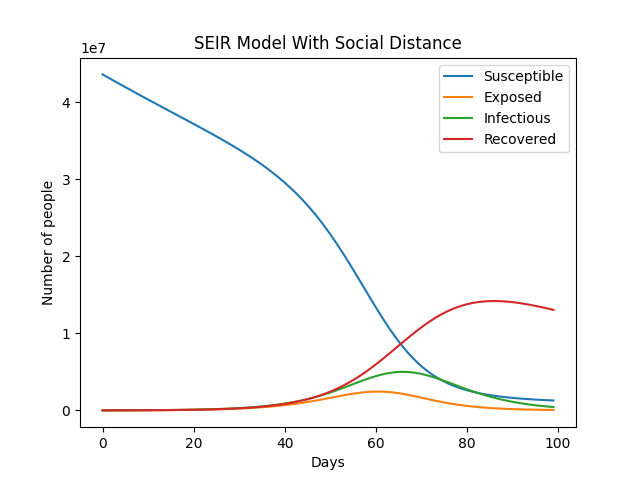 SEIR Model With Social Distance
1e7
4
3
2
1
0
Number of people
0 20 40 60 80 100
Days
Susceptible
Exposed
Infectious
Recovered